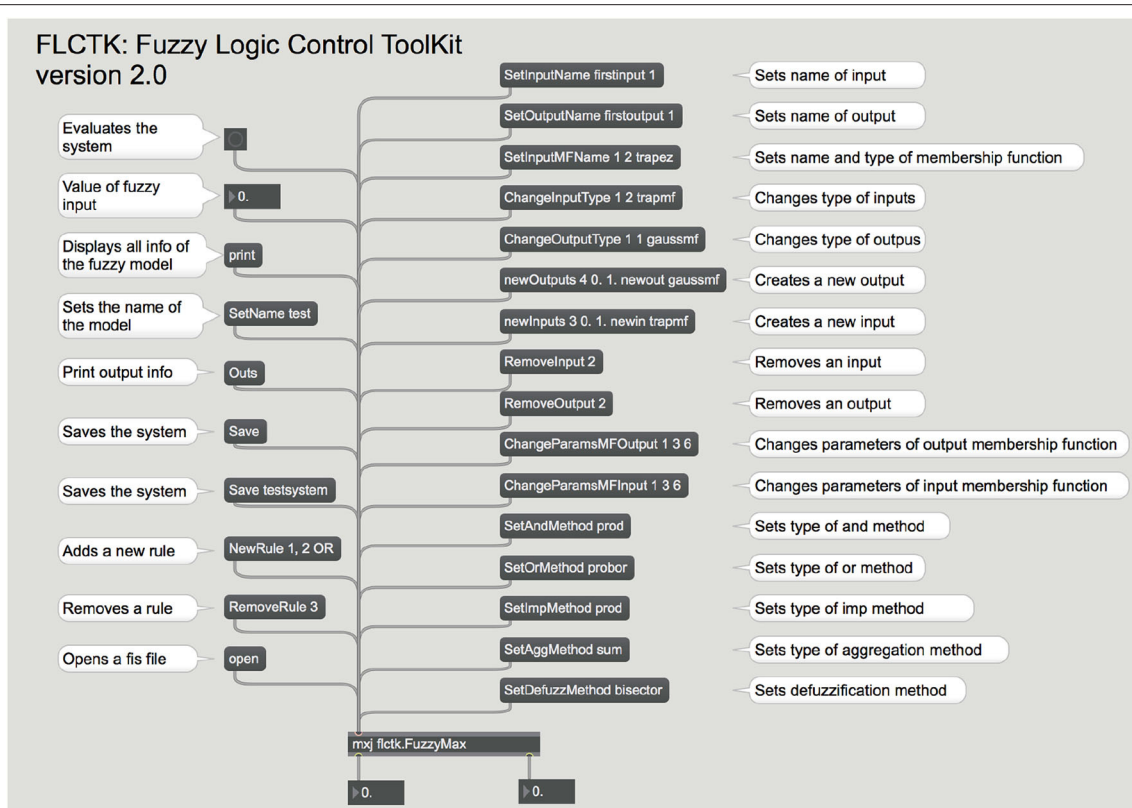 FLCTK: Fuzzy Logic Control ToolKit
version 2.0
Evaluates the
system
Value of fuzzy
input
0.
Displays all info of
the fuzzy model
print
Sets the name of
the model
SetName test
Print output info
Outs
Saves the system
Save
Saves the system
Save testsystem
Adds a new rule
NewRule 1, 2 OR
Removes a rule
RemoveRule 3
Opens a fis file
open
SetInputName firstinput 1
Sets name of input
SetOutputName firstoutput 1
Sets name of output
SetInputMFName 1 2 trapez
Sets name and type of membership function
ChangeInputType 1 2 trapmf
Changes type of inputs
ChangeOutputType 1 1 gaussmf
Changes type of outpus
newOutputs 4 0. 1. newout gaussmf
Creates a new output
newInputs 3 0. 1. newin trapmf
Creates a new input
RemoveInput 2
Removes an input
RemoveOutput 2
Removes an output
ChangeParamsMFOutput 1 3 6
Changes parameters of output membership function
ChangeParamsMFInput 1 3 6
Changes parameters of input membership function
SetAndMethod prod
Sets type of and method
SetOrMethod probor
Sets type of or method
SetImpMethod prod
Sets type of imp method
SetAggMethod sum
Sets type of aggregation method
SetDefuzzMethod bisector
Sets defuzzification method
mxj flctk.FuzzyMax
0.
0.